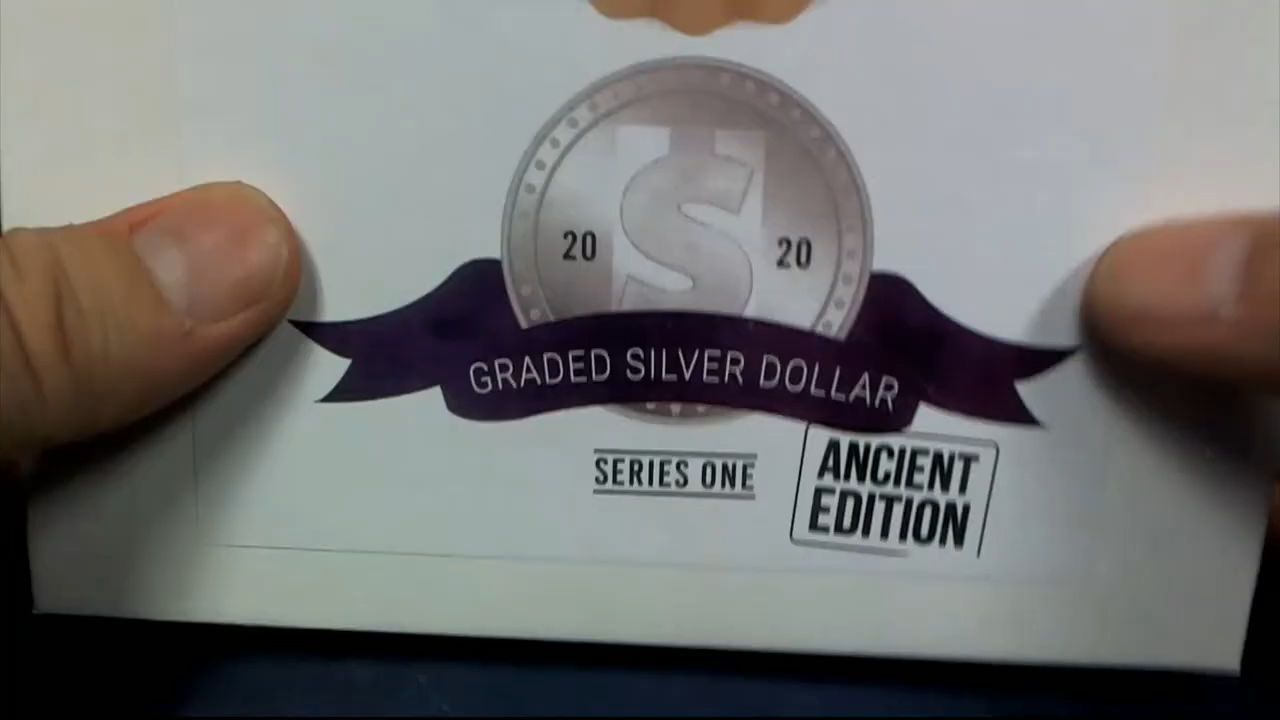 20 20
GRADED SILVER DOLLAR
SERIES ONE
ANCIENT
EDITION